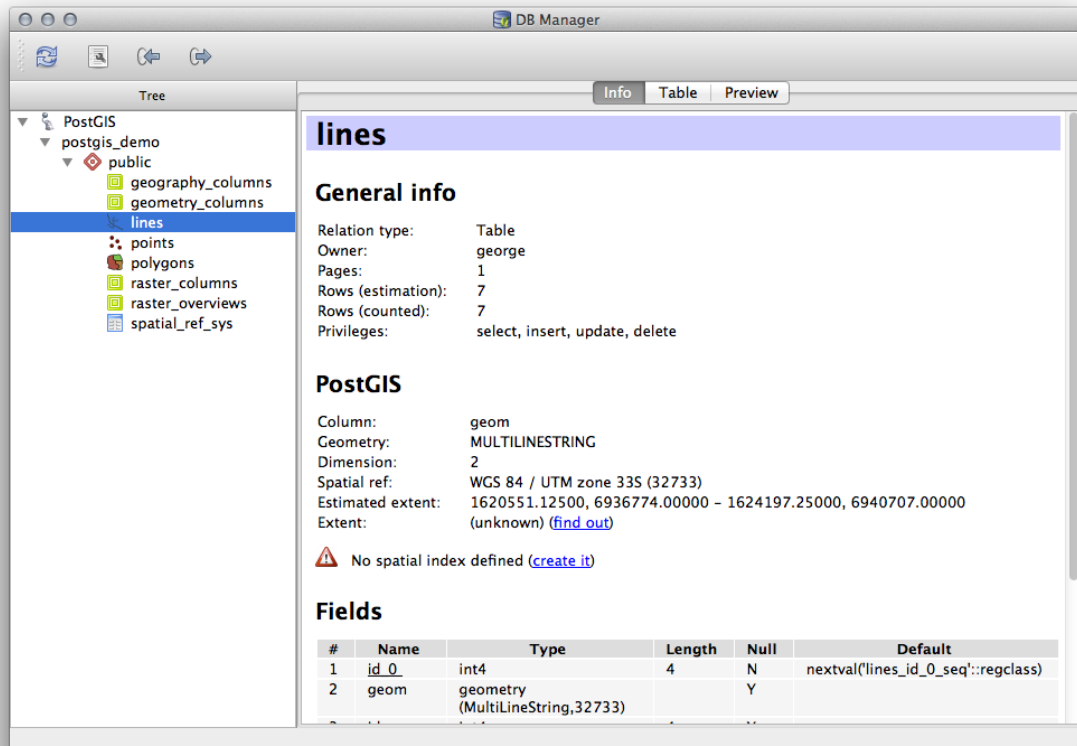 DB Manager
Tree
Info Table Preview
PostGIS
postgis_demo
public
geography_columns
geometry_columns
lines
points
polygons
raster_columns
raster_overviews
spatial_ref_sys
lines
General info
Relation type: Table
Owner: george
Pages: 1
Rows (estimation): 7
Rows (counted): 7
Privileges: select, insert, update, delete
PostGIS
Column: geom
Geometry: MULTILINESTRING
Dimension: 2
Spatial ref: WGS 84 / UTM zone 33S (32733)
Estimated extent: 1620551.12500, 6936774.00000 - 1624197.25000, 6940707.00000
Extent: (unknown) (find out)
No spatial index defined (create it)
Fields
# Name Type Length Null Default
1 id_0 int4 4 N nextval('lines_id_0_seq'::regclass)
2 geom geometry Y
(MultiLineString,32733)